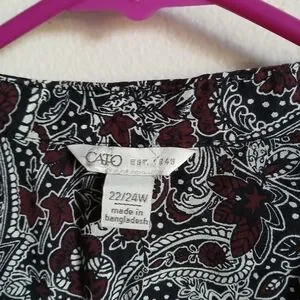 CATO EST. 1946
22/24W
made in
bangladesh